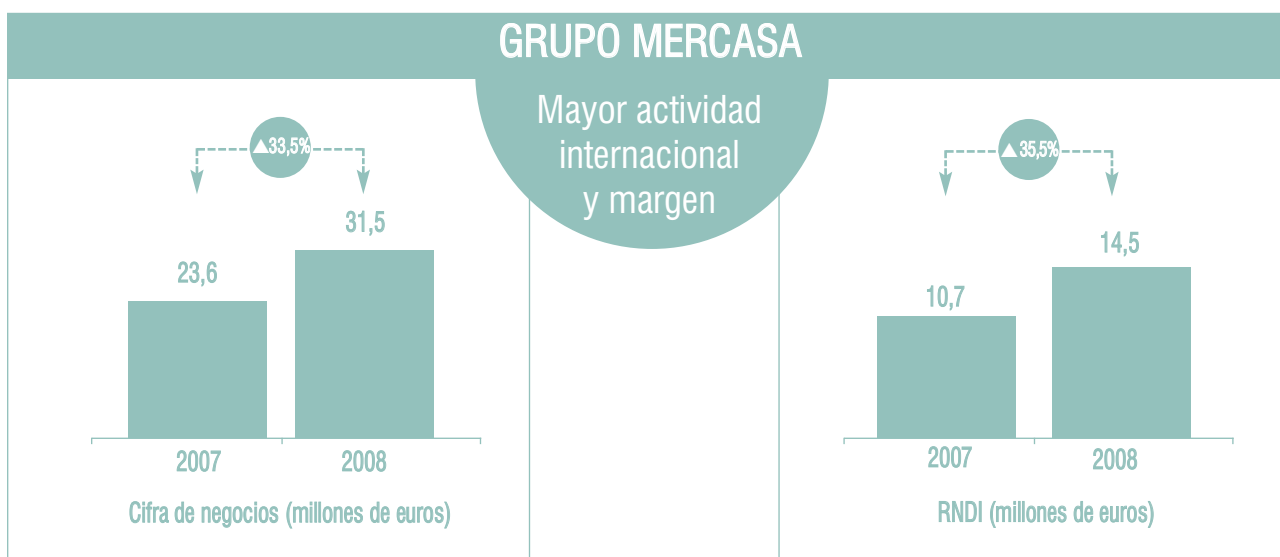 GRUPO MERCASA
Mayor actividad
internacional
y margen
▲33,5%
31,5
23,6
2007
2008
Cifra de negocios (millones de euros)
▲35,5%
14,5
10,7
2007
2008
RNDI (millones de euros)